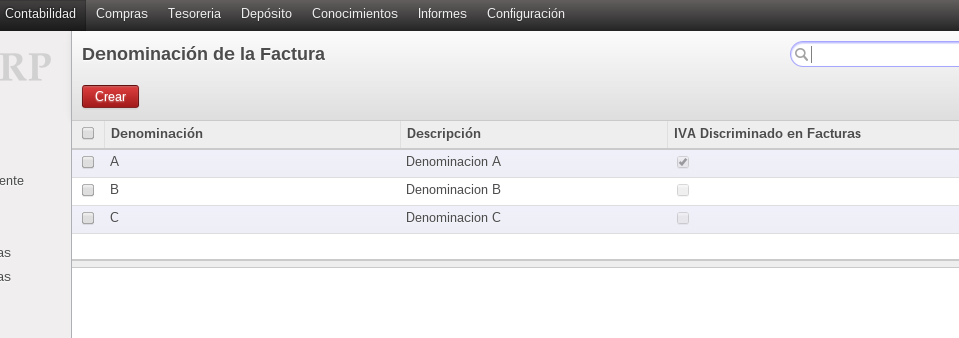 Contabilidad Compras Tesoreria Depósito Conocimientos Informes Configuración
RP
Denominación de la Factura
Crear
Denominación Descripción IVA Discriminado en Facturas
A Denominacion A
ente
B Denominacion B
C Denominacion C
as
as